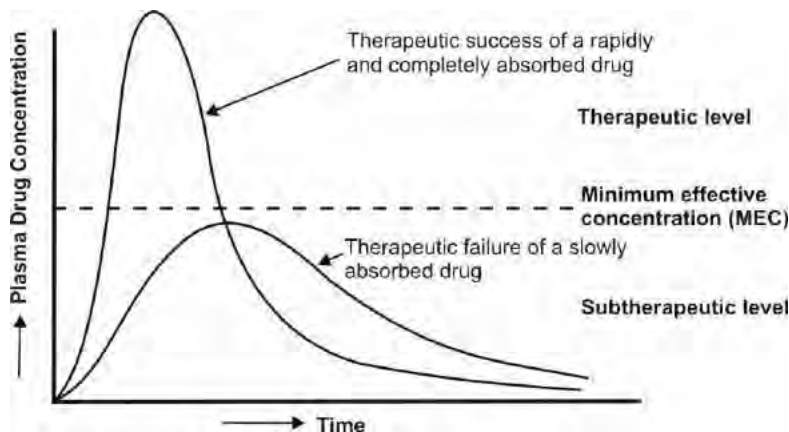 Therapeutic success of a rapidly
and completely absorbed drug
Therapeutic level
Minimum effective
concentration (MEC)
Therapeutic failure of a slowly
absorbed drug
Subtherapeutic level
Plasma Drug Concentration
Time